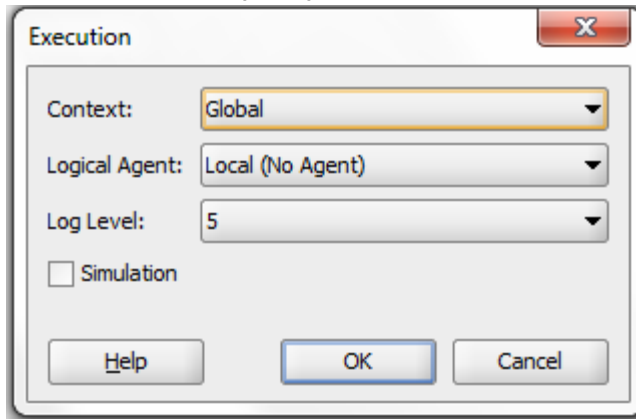 Execution
Context: Global
Logical Agent: Local (No Agent)
Log Level: 5
Simulation
Help OK Cancel